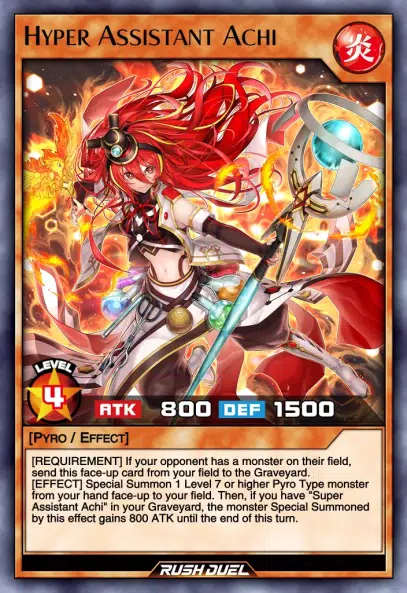 Hyper Assistant Achi
炎
LEVEL
4
ATK 800 DEF 1500
[Pyro / Effect]
[REQUIREMENT] If your opponent has a monster on their field,
send this face-up card from your field to the Graveyard.
[EFFECT] Special Summon 1 Level 7 or higher Pyro Type monster
from your hand face-up to your field. Then, if you have "Super
Assistant Achi" in your Graveyard, the monster Special Summoned
by this effect gains 800 ATK until the end of this turn.
RUSH DUEL